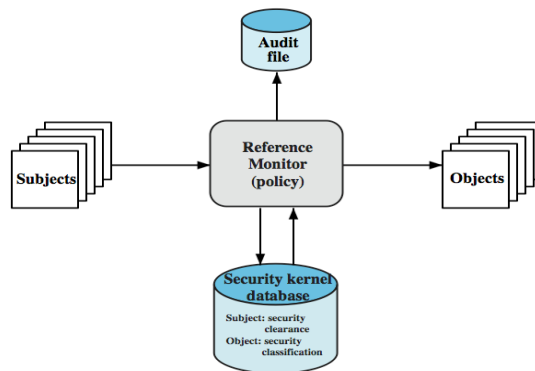 Audit
file
Subjects
Reference
Monitor
(policy)
Objects
Security kernel
database
Subject: security
clearance
Object: security
classification